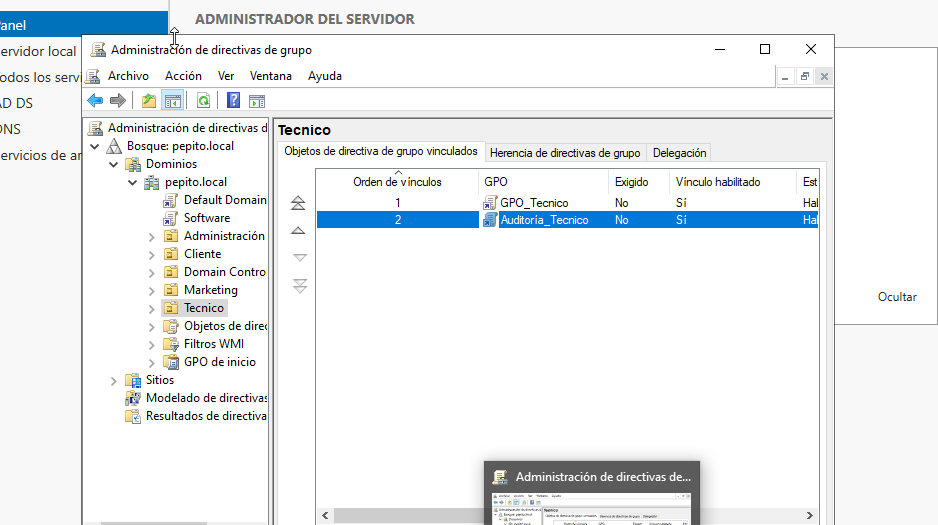 anel
ADMINISTRADOR DEL SERVIDOR
ervidor local
odos los servi
AD DS
DNS
ervicios de ar
Administración de directivas de grupo
Archivo Acción Ver Ventana Ayuda
Administración de directivas d
Bosque: pepito.local
Dominios
pepito.local
Default Domain
Software
Administración
Cliente
Domain Contro
Marketing
Tecnico
Objetos de direc
Filtros WMI
GPO de inicio
Sitios
Modelado de directivas
Resultados de directiva
Tecnico
Objetos de directiva de grupo vinculados Herencia de directivas de grupo Delegación
Orden de vínculos GPO Exigido Vínculo habilitado Est
1 GPO_Tecnico No Sí Hal
2 Auditoría_Tecnico No Sí Hal
Ocultar
Administración de directivas de...